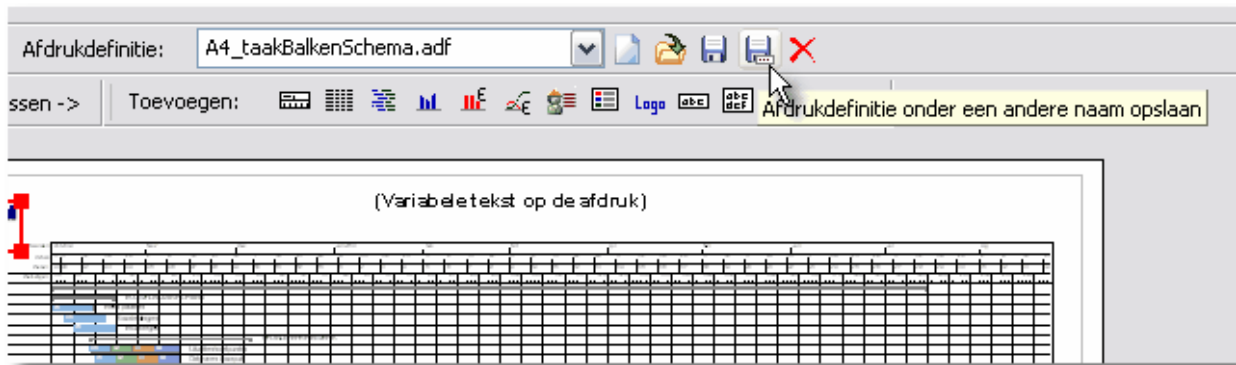 Afdrukdefinitie: A4_taakBalkenSchema.adf
ssen -> Toevoegen: Logo abc abc def
Afdrukdefinitie onder een andere naam opslaan
(Variabele tekst op de afdruk)